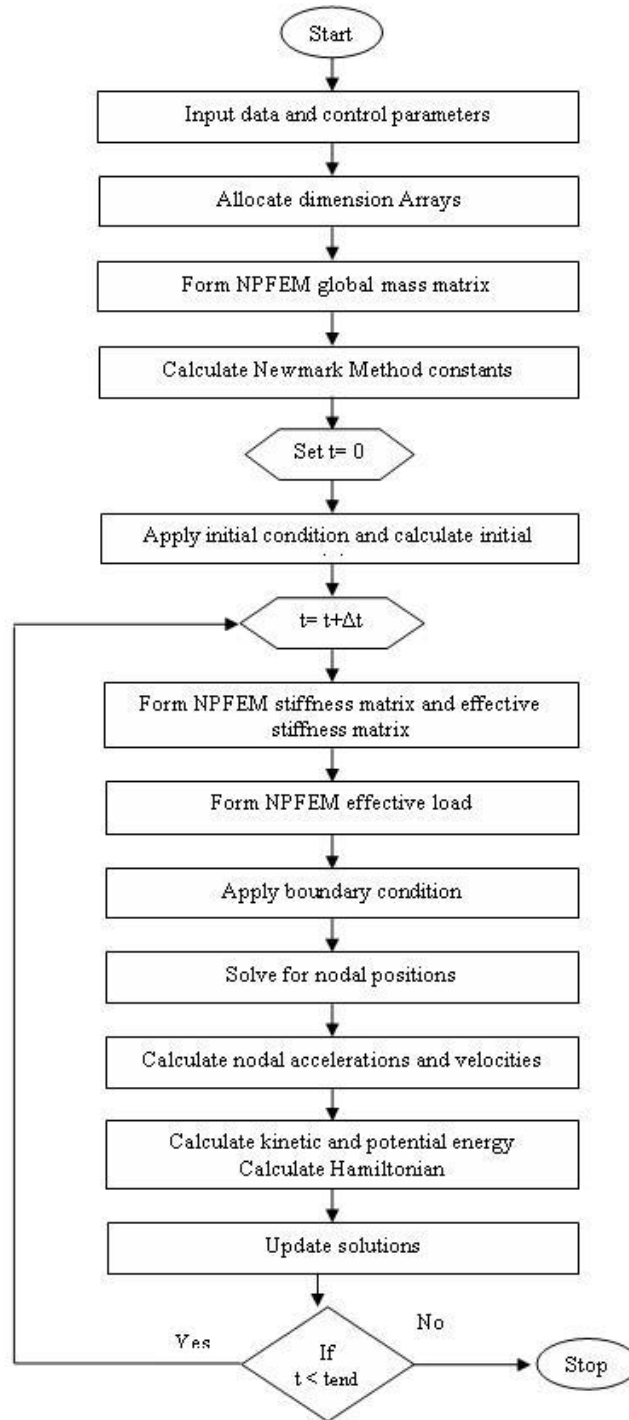 Start
Input data and control parameters
Allocate dimension Arrays
Form NPFEM global mass matrix
Calculate Newmark Method constants
Set t= 0
Apply initial condition and calculate initial
t= t+Δt
Form NPFEM stiffness matrix and effective
stiffness matrix
Form NPFEM effective load
Apply boundary condition
Solve for nodal positions
Calculate nodal accelerations and velocities
Calculate kinetic and potential energy
Calculate Hamiltonian
Update solutions
Yes
No
If
t < tend
Stop